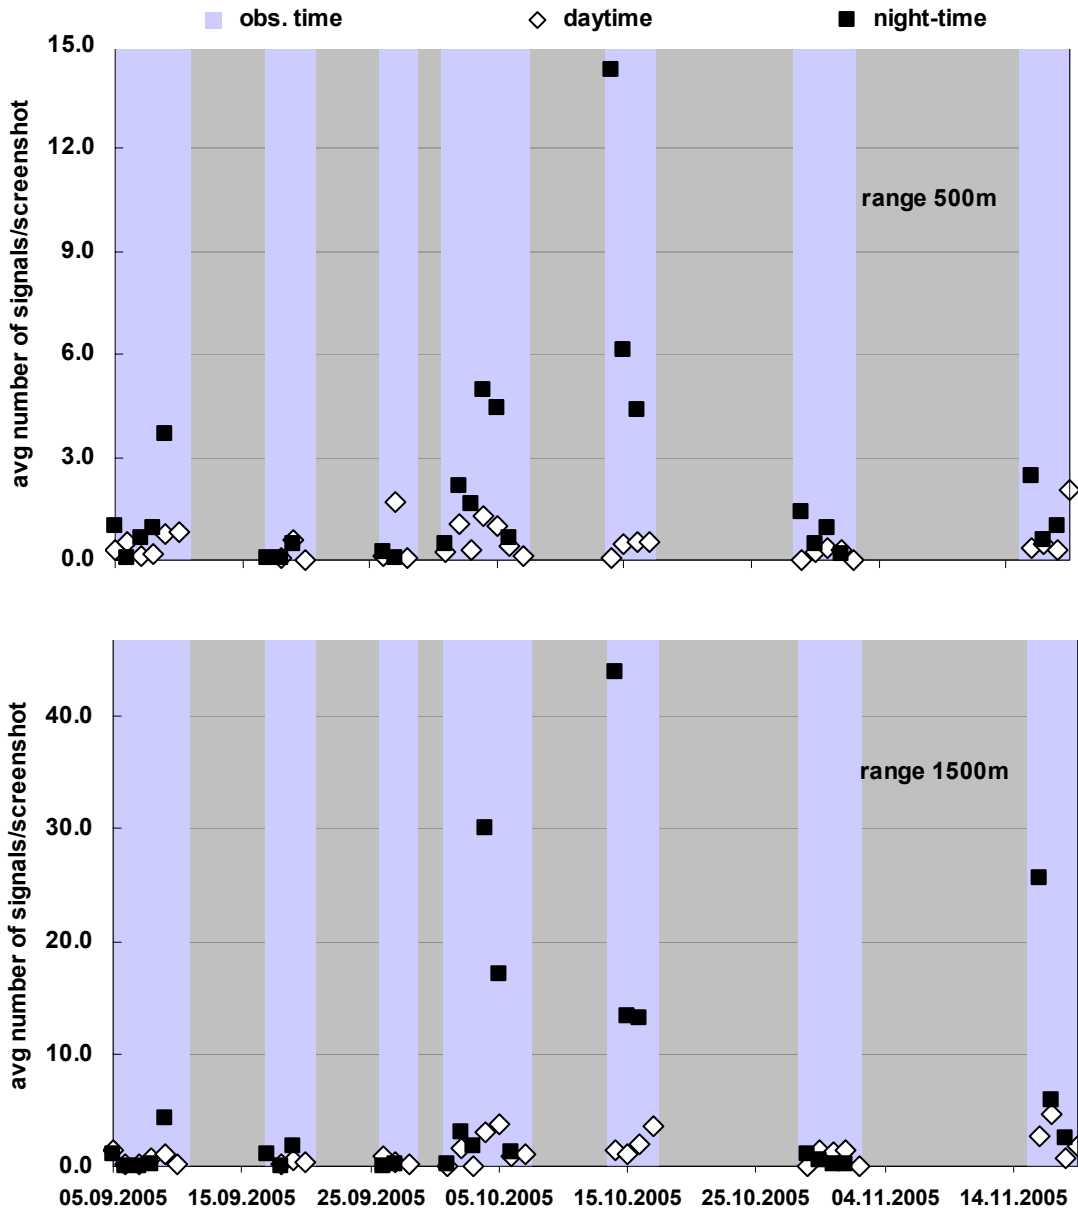 obs. time daytime night-time
avg number of signals/screenshot
15.0
12.0
9.0
6.0
3.0
0.0
range 500m
avg number of signals/screenshot
40.0
30.0
20.0
10.0
0.0
range 1500m
05.09.2005 15.09.2005 25.09.2005 05.10.2005 15.10.2005 25.10.2005 04.11.2005 14.11.2005